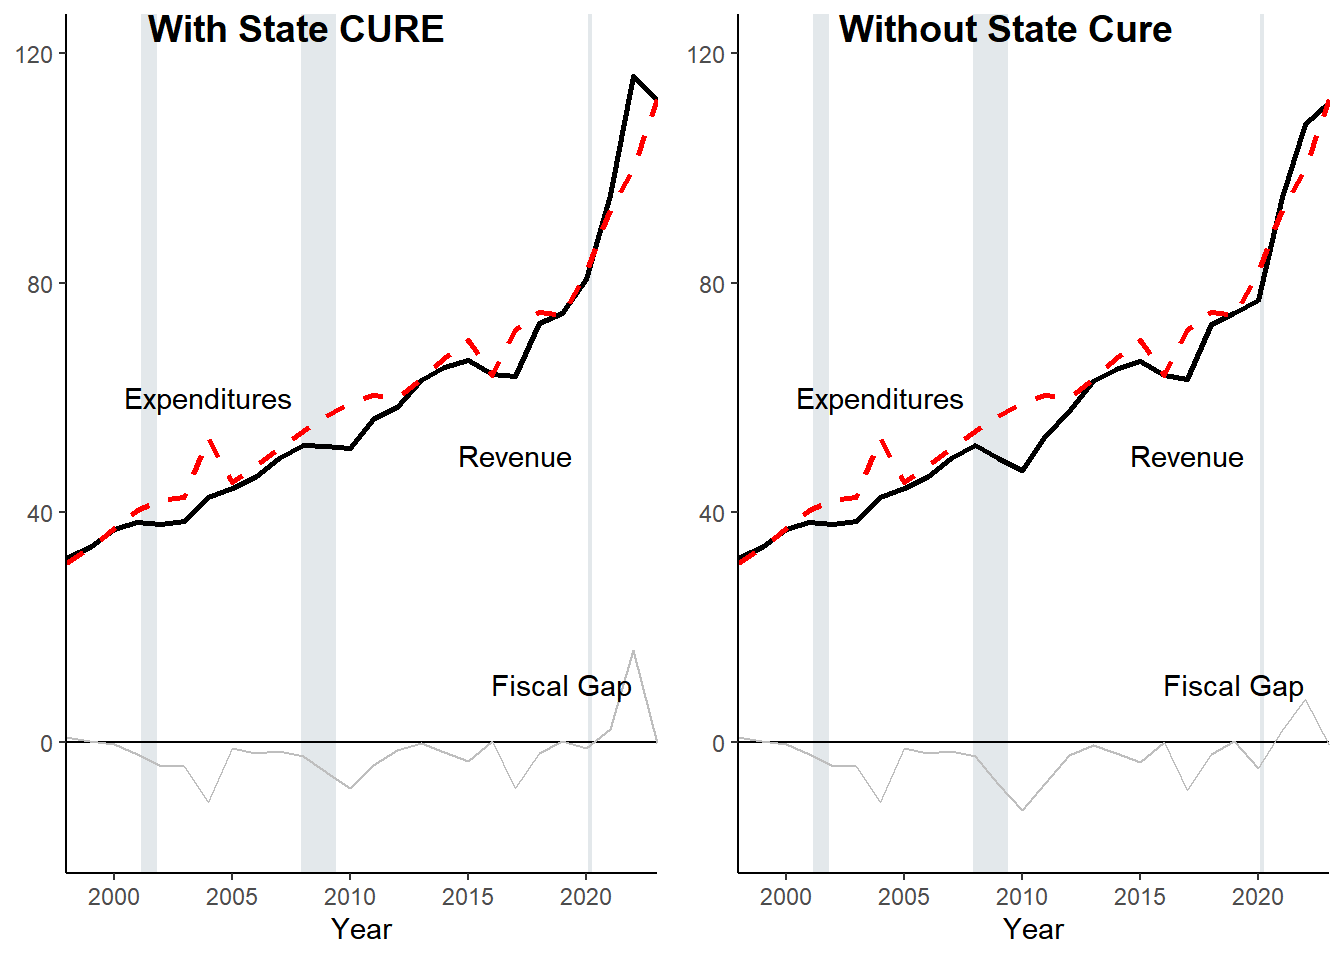 With State CURE
120
80
40
0
Expenditures
Revenue
Fiscal Gap
2000 2005 2010 2015 2020
Year
Without State Cure
120
80
40
0
Expenditures
Revenue
Fiscal Gap
2000 2005 2010 2015 2020
Year